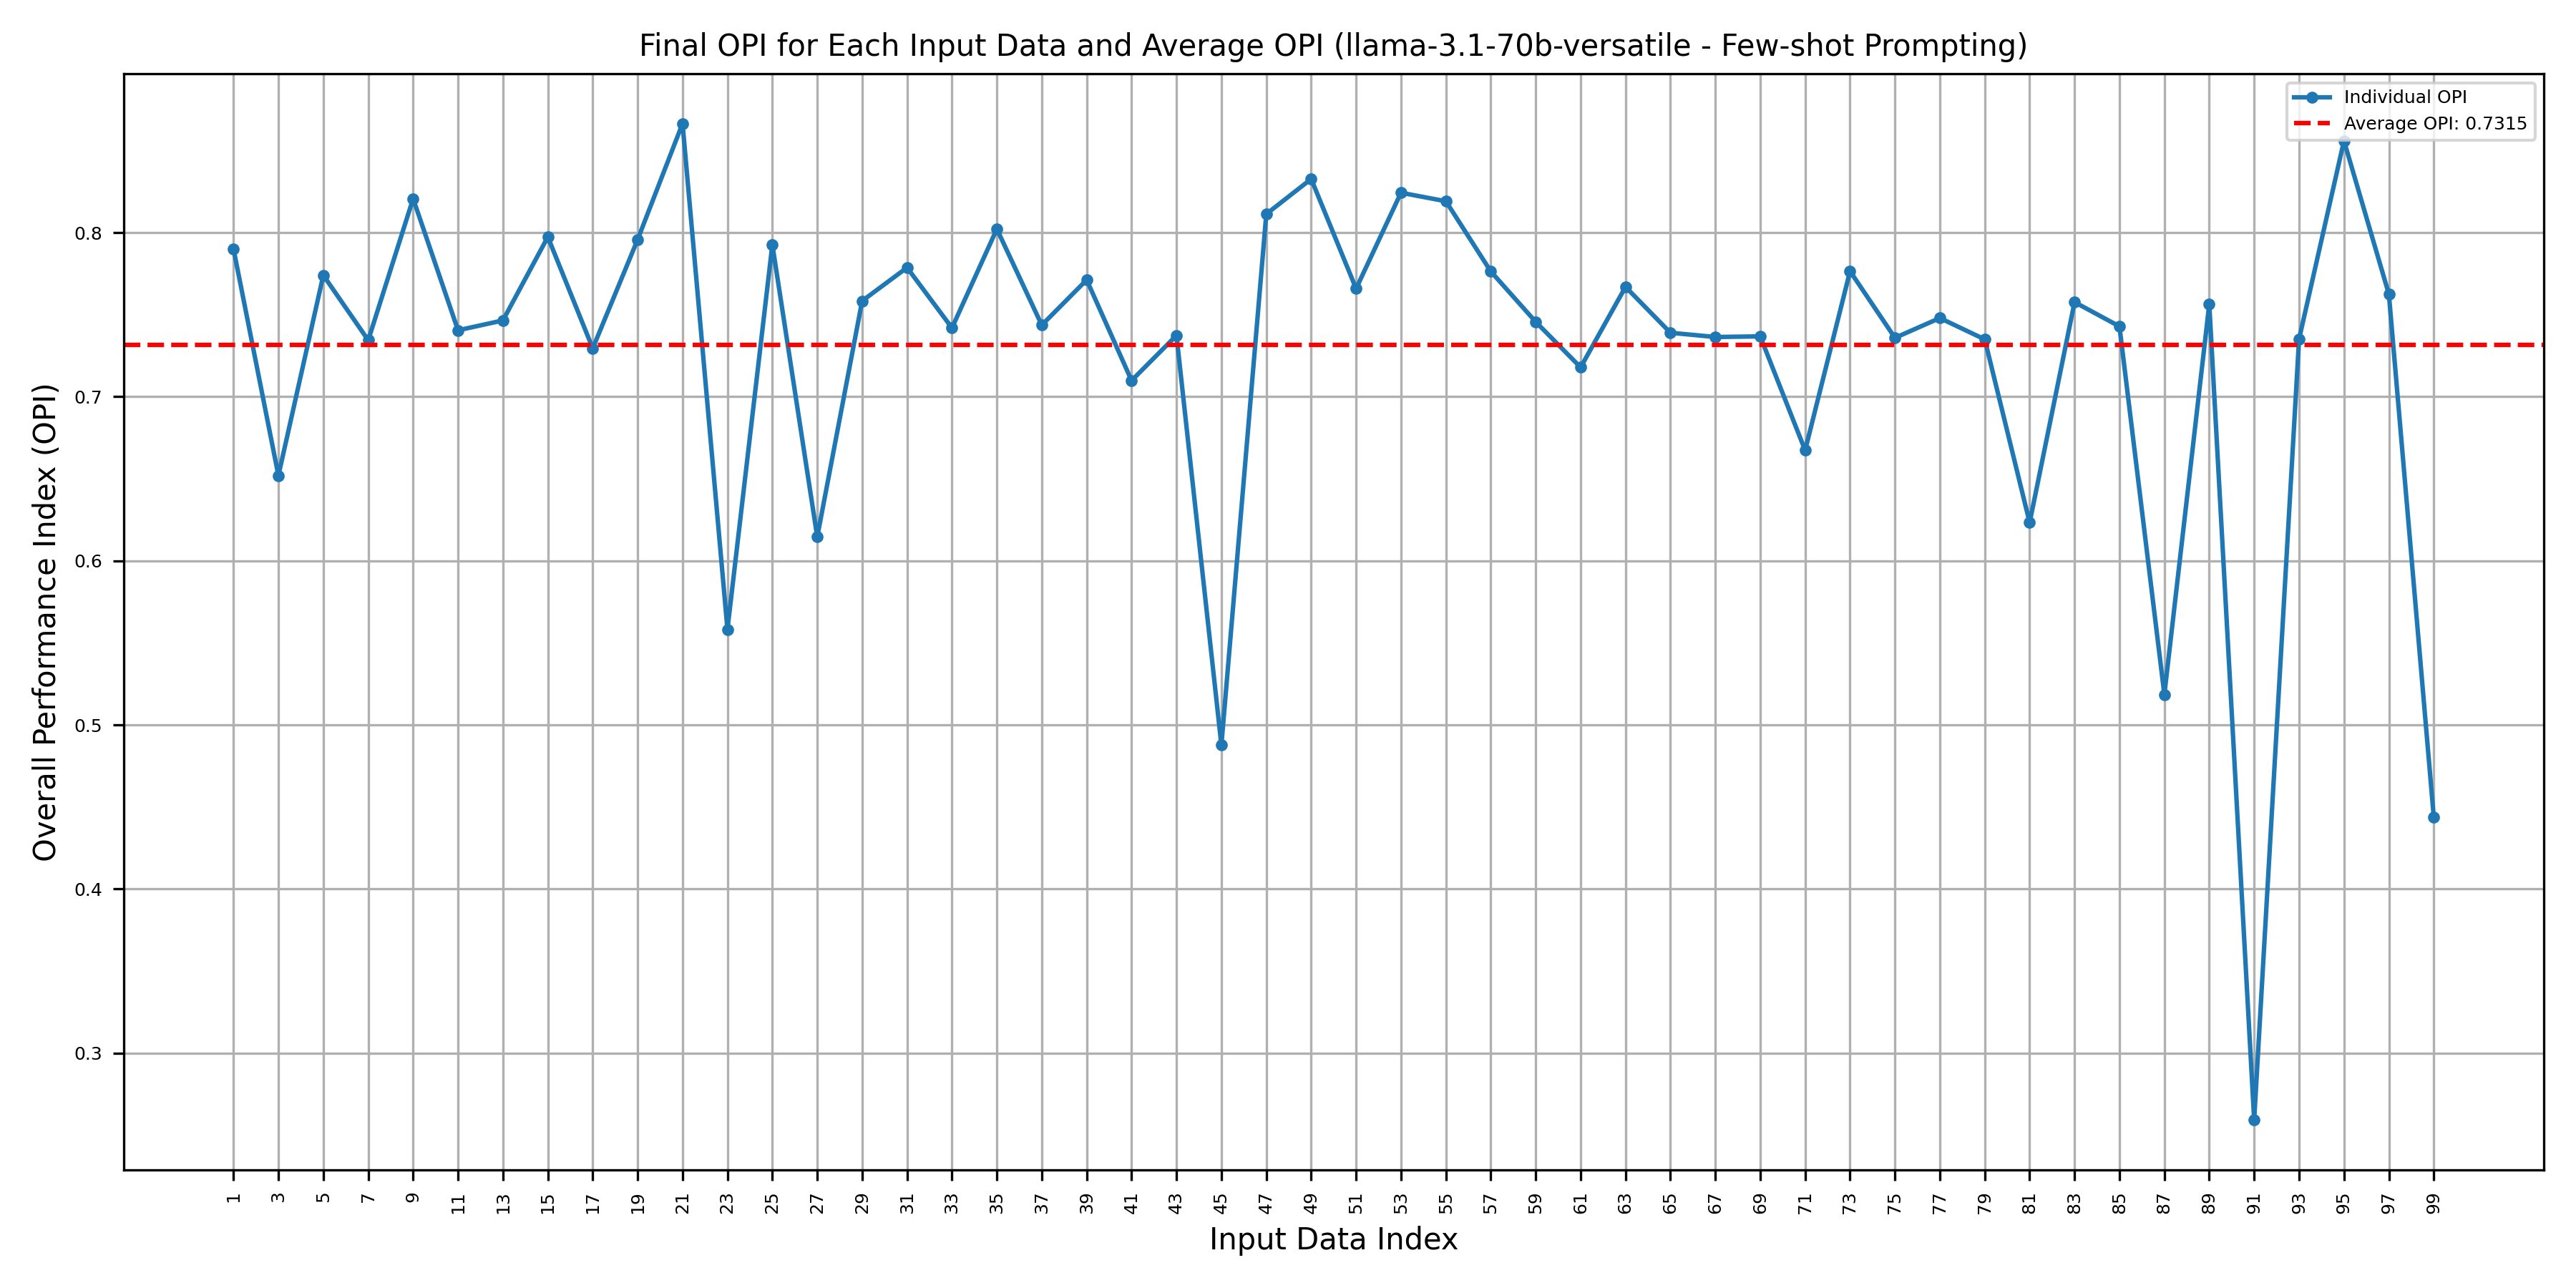 Final OPI for Each Input Data and Average OPI (llama-3.1-70b-versatile - Few-shot Prompting)
Individual OPI
Average OPI: 0.7315
Overall Performance Index (OPI)
0.8
0.7
0.6
0.5
0.4
0.3
1 3 5 7 9 11 13 15 17 19 21 23 25 27 29 31 33 35 37 39 41 43 45 47 49 51 53 55 57 59 61 63 65 67 69 71 73 75 77 79 81 83 85 87 89 91 93 95 97 99
Input Data Index